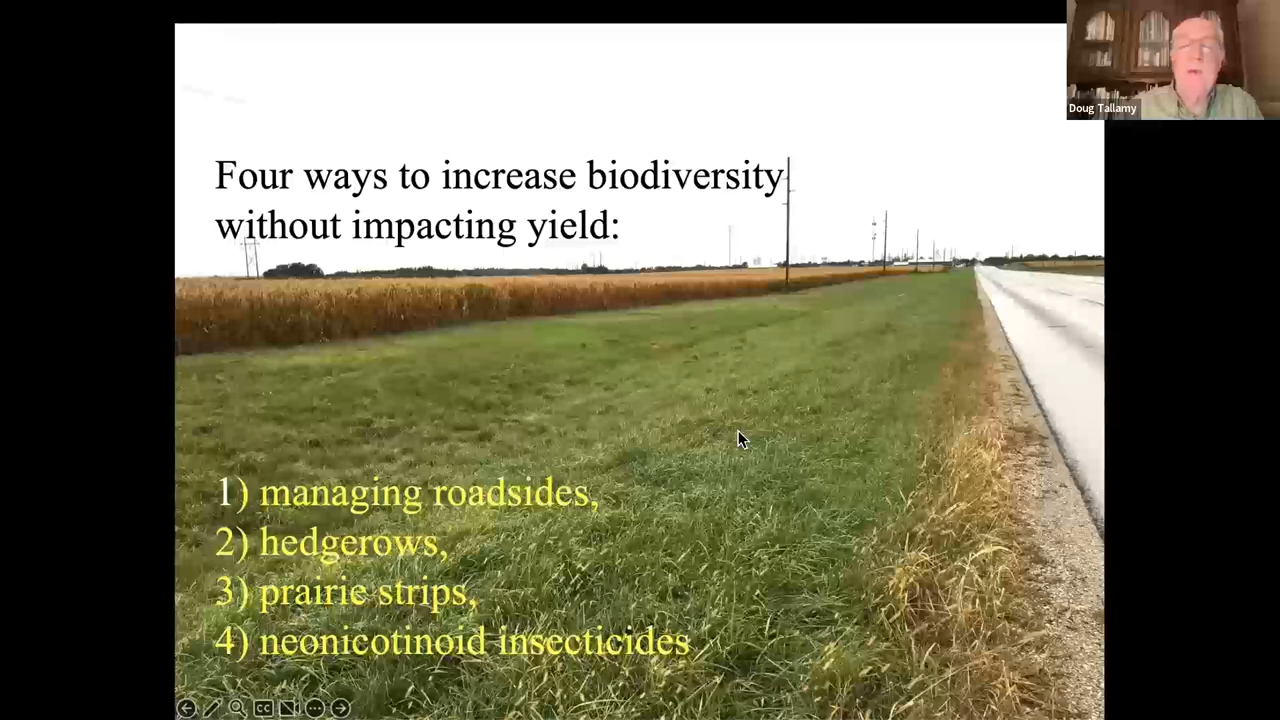 Doug Tallamy
Four ways to increase biodiversity
without impacting yield:
1) managing roadsides,
2) hedgerows,
3) prairie strips,
4) neonicotinoid insecticides
CC